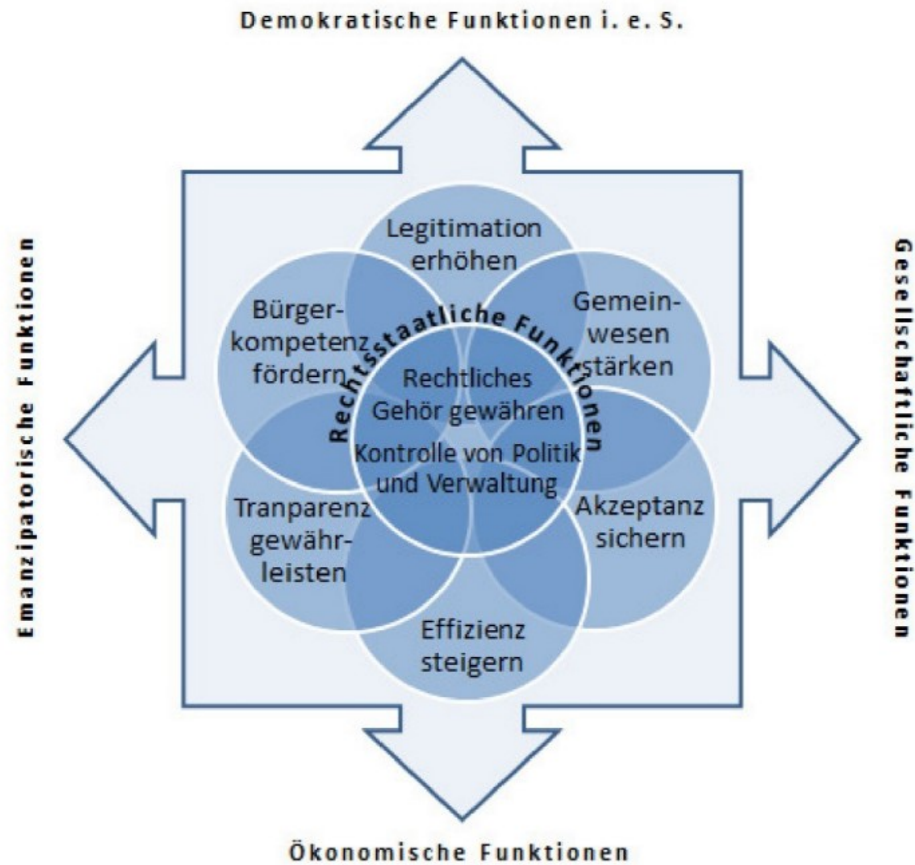 Demokratische Funktionen i. e. S.
Emanzipatorische Funktionen
Gesellschaftliche Funktionen
Legitimation
erhöhen
Bürger-
kompetenz
fördern
Gemein-
wesen
stärken
Rechtsstaatliche Funktionen
Rechtliches
Gehör gewähren
Kontrolle von Politik
und Verwaltung
Tranparenz
gewähr-
leisten
Akzeptanz
sichern
Effizienz
steigern
Ökonomische Funktionen